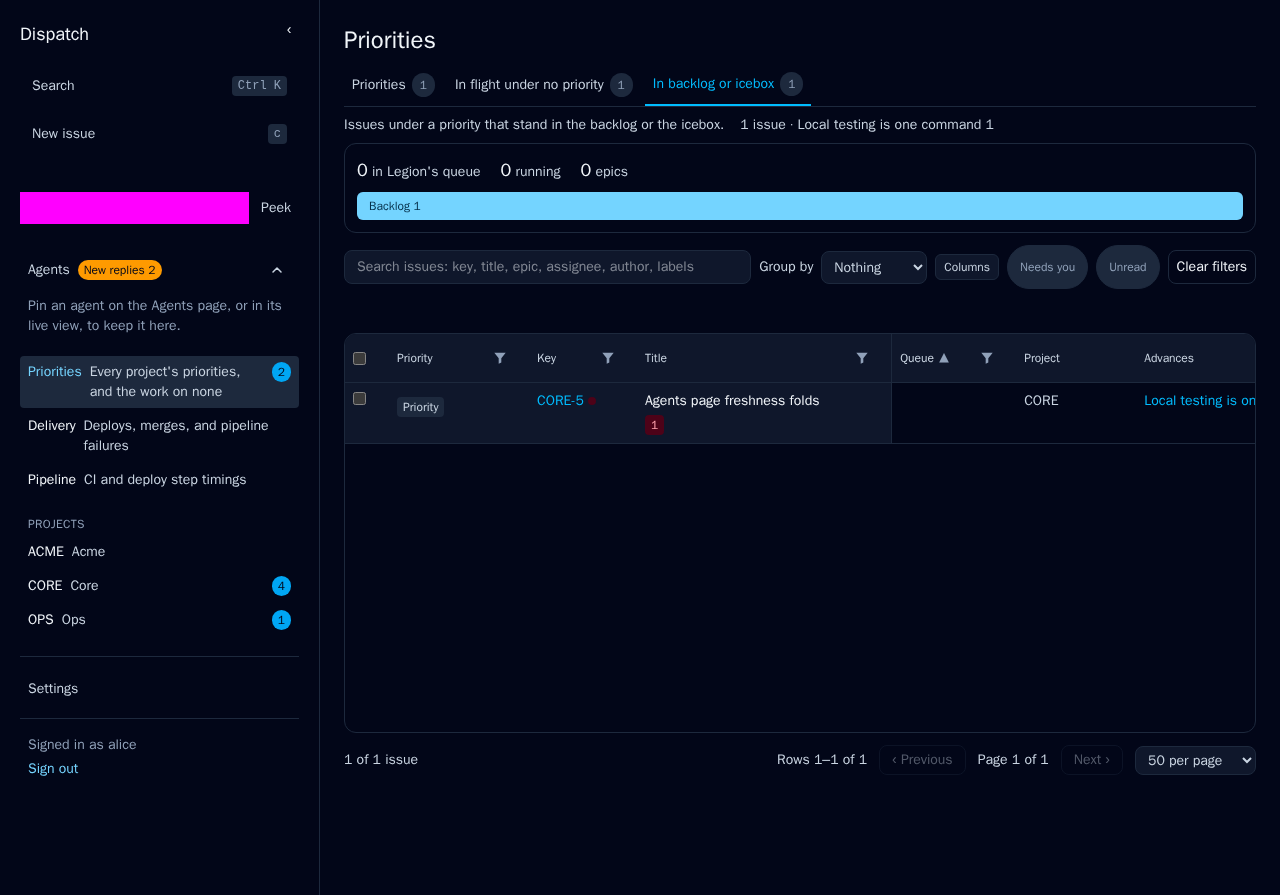 Dispatch
‹
Search
Ctrl K
New issue
C
Peek
Agents
New replies 2
Pin an agent on the Agents page, or in its
live view, to keep it here.
Priorities
Every project's priorities,
and the work on none
2
Delivery
Deploys, merges, and pipeline
failures
Pipeline
CI and deploy step timings
PROJECTS
ACME Acme
CORE Core
4
OPS Ops
1
Settings
Signed in as alice
Sign out
Priorities
Priorities 1
In flight under no priority 1
In backlog or icebox 1
Issues under a priority that stand in the backlog or the icebox.
1 issue · Local testing is one command 1
0 in Legion's queue
0 running
0 epics
Backlog 1
Search issues: key, title, epic, assignee, author, labels
Group by
Nothing
Columns
Needs you
Unread
Clear filters
Priority
Key
Title
Queue
Project
Advances
Priority
CORE-5
Agents page freshness folds
1
CORE
Local testing is on
1 of 1 issue
Rows 1–1 of 1
‹ Previous
Page 1 of 1
Next ›
50 per page